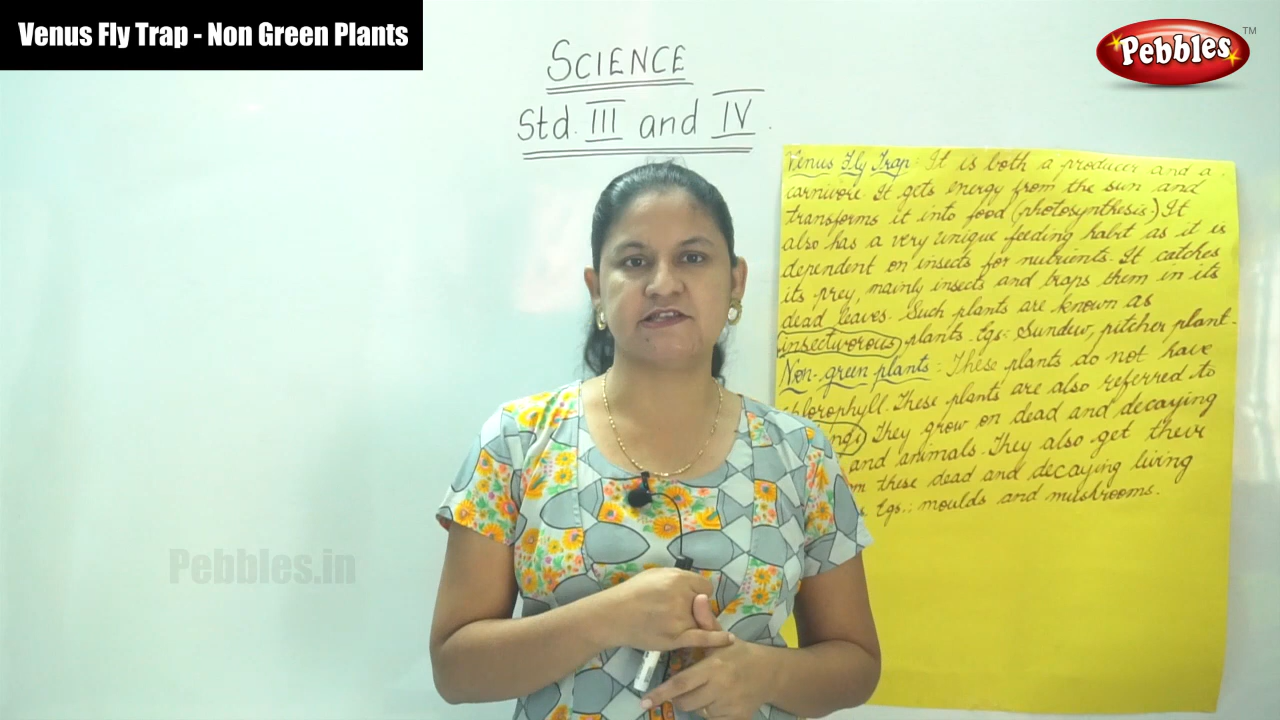 Venus Fly Trap - Non Green Plants
Pebbles TM
SCIENCE
Std. III and IV.
Venus Fly Trap: It is both a producer and a
carnivore. It gets energy from the sun and
transforms it into food (photosynthesis.) It
also has a very unique feeding habit as it is
dependent on insects for nutrients. It catches
its prey, mainly insects and traps them in its
dead leaves. Such plants are known as
insectivorous plants. Egs: Sundew, pitcher plant.
Non-green plants: These plants do not have
chlorophyll. These plants are also referred to
They grow on dead and decaying
and animals. They also get their
these dead and decaying living
Egs.: moulds and mushrooms.
Pebbles.in